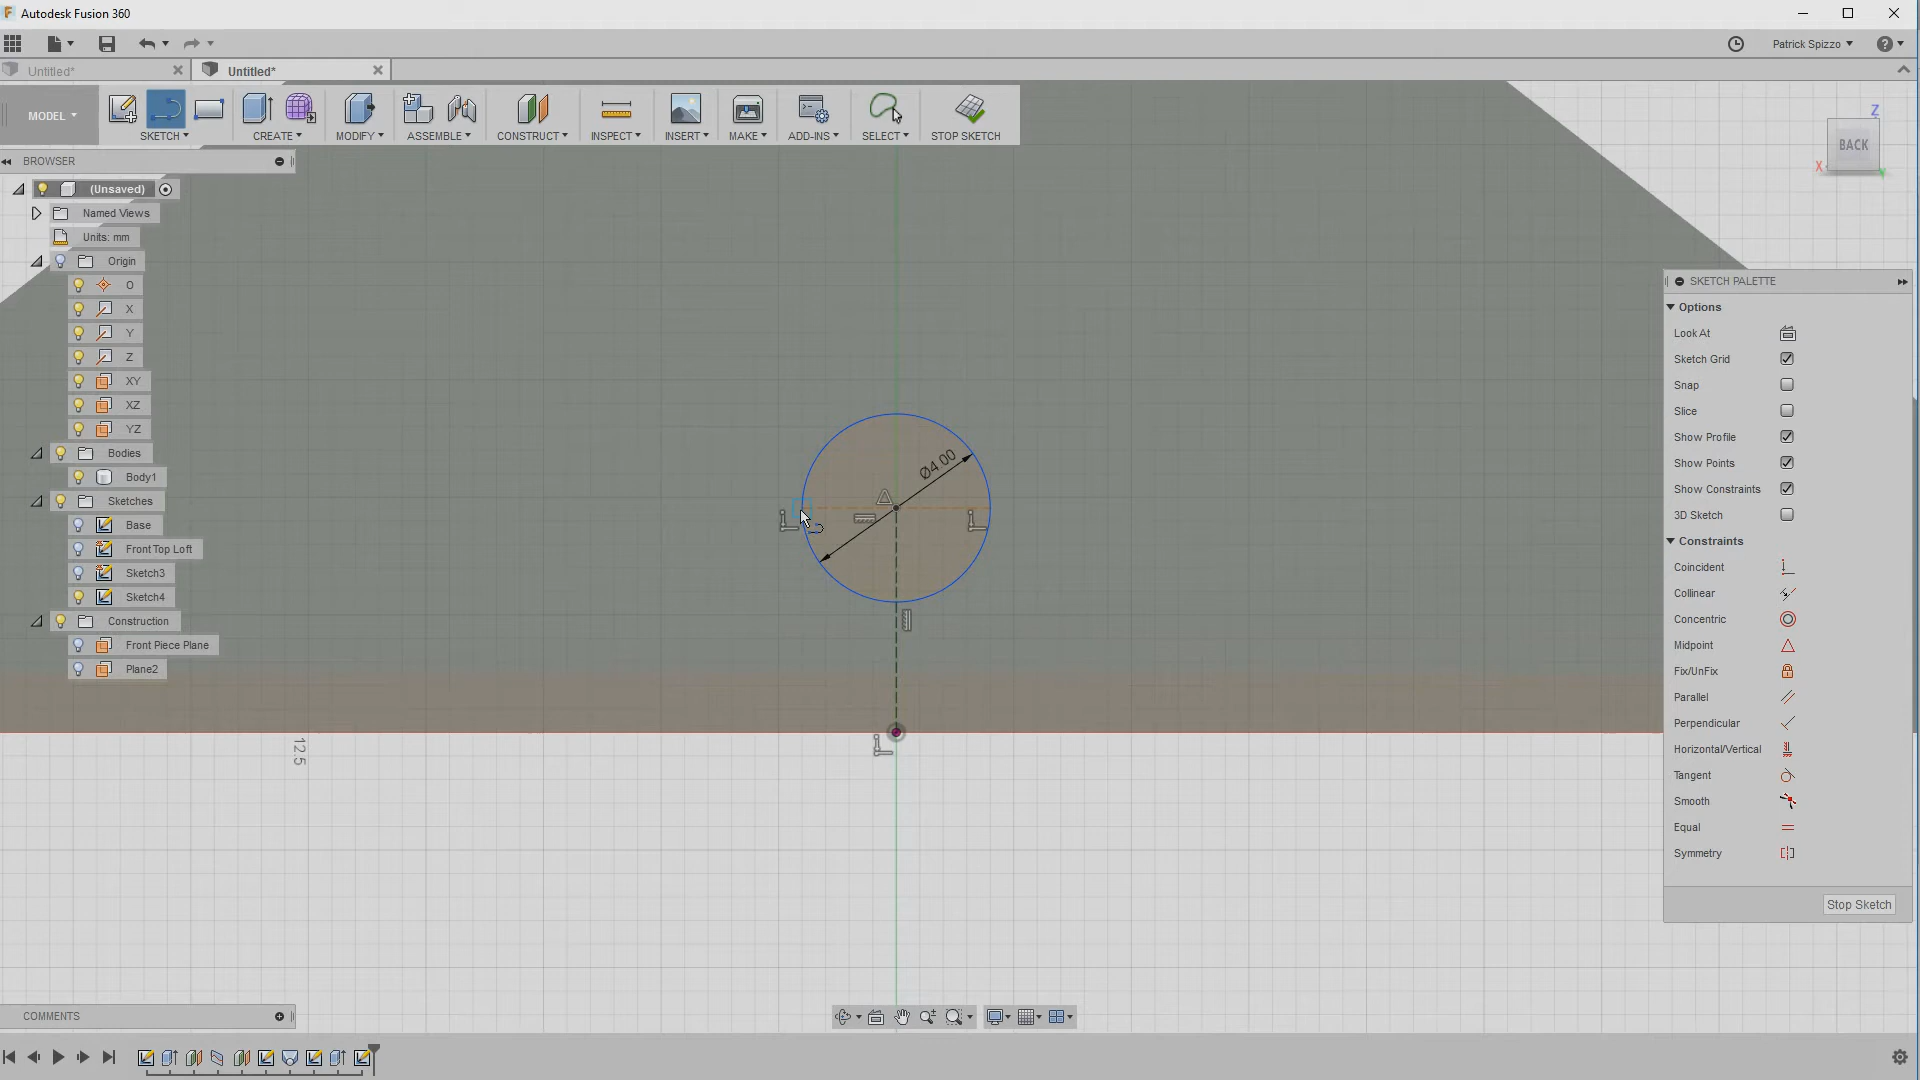 Autodesk Fusion 360
Patrick Spizzo
Untitled*
Untitled*
MODEL
SKETCH
CREATE
MODIFY
ASSEMBLE
CONSTRUCT
INSPECT
INSERT
MAKE
ADD-INS
SELECT
STOP SKETCH
BROWSER
(Unsaved)
Named Views
Units: mm
Origin
O
X
Y
Z
XY
XZ
YZ
Bodies
Body1
Sketches
Base
Front Top Loft
Sketch3
Sketch4
Construction
Front Piece Plane
Plane2
Z
BACK
X
Ø4.00
12.5
SKETCH PALETTE
Options
Look At
Sketch Grid
Snap
Slice
Show Profile
Show Points
Show Constraints
3D Sketch
Constraints
Coincident
Collinear
Concentric
Midpoint
Fix/UnFix
Parallel
Perpendicular
Horizontal/Vertical
Tangent
Smooth
Equal
Symmetry
Stop Sketch
COMMENTS